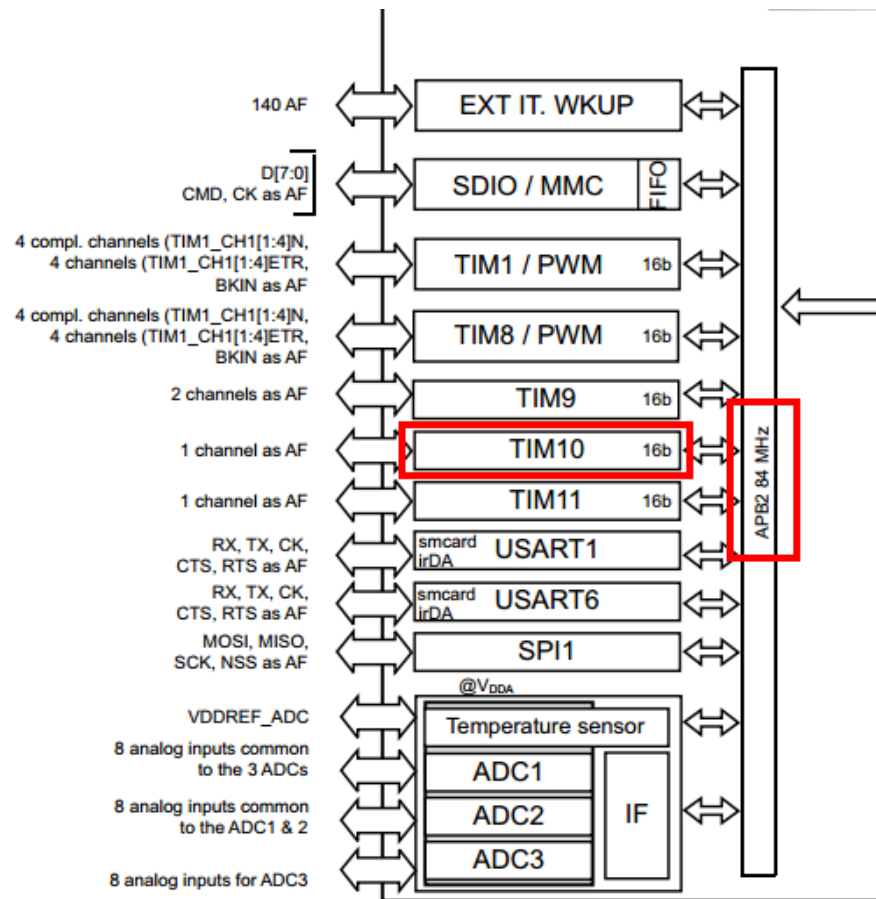 140 AF
EXT IT. WKUP
D[7:0]
CMD, CK as AF
SDIO / MMC
FIFO
4 compl. channels (TIM1_CH1[1:4]N,
4 channels (TIM1_CH1[1:4]ETR,
BKIN as AF
TIM1 / PWM 16b
4 compl. channels (TIM1_CH1[1:4]N,
4 channels (TIM1_CH1[1:4]ETR,
BKIN as AF
TIM8 / PWM 16b
2 channels as AF
TIM9 16b
1 channel as AF
TIM10 16b
1 channel as AF
TIM11 16b
APB2 84 MHz
RX, TX, CK,
CTS, RTS as AF
smcard
irDA
USART1
RX, TX, CK,
CTS, RTS as AF
smcard
irDA
USART6
MOSI, MISO,
SCK, NSS as AF
SPI1
@VDDA
VDDREF_ADC
Temperature sensor
8 analog inputs common
to the 3 ADCs
ADC1
8 analog inputs common
to the ADC1 & 2
ADC2
IF
8 analog inputs for ADC3
ADC3